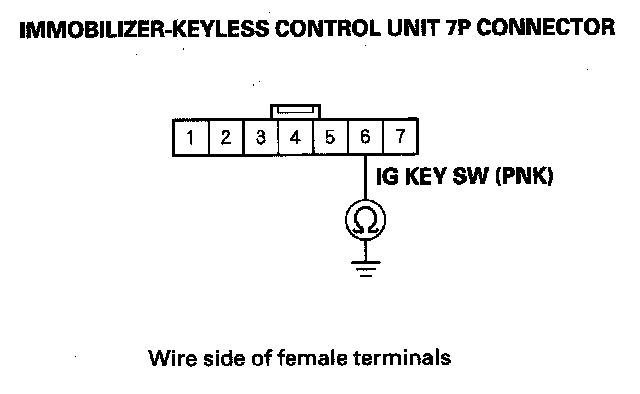 IMMOBILIZER-KEYLESS CONTROL UNIT 7P CONNECTOR
1 2 3 4 5 6 7
IG KEY SW (PNK)
Ω
Wire side of female terminals